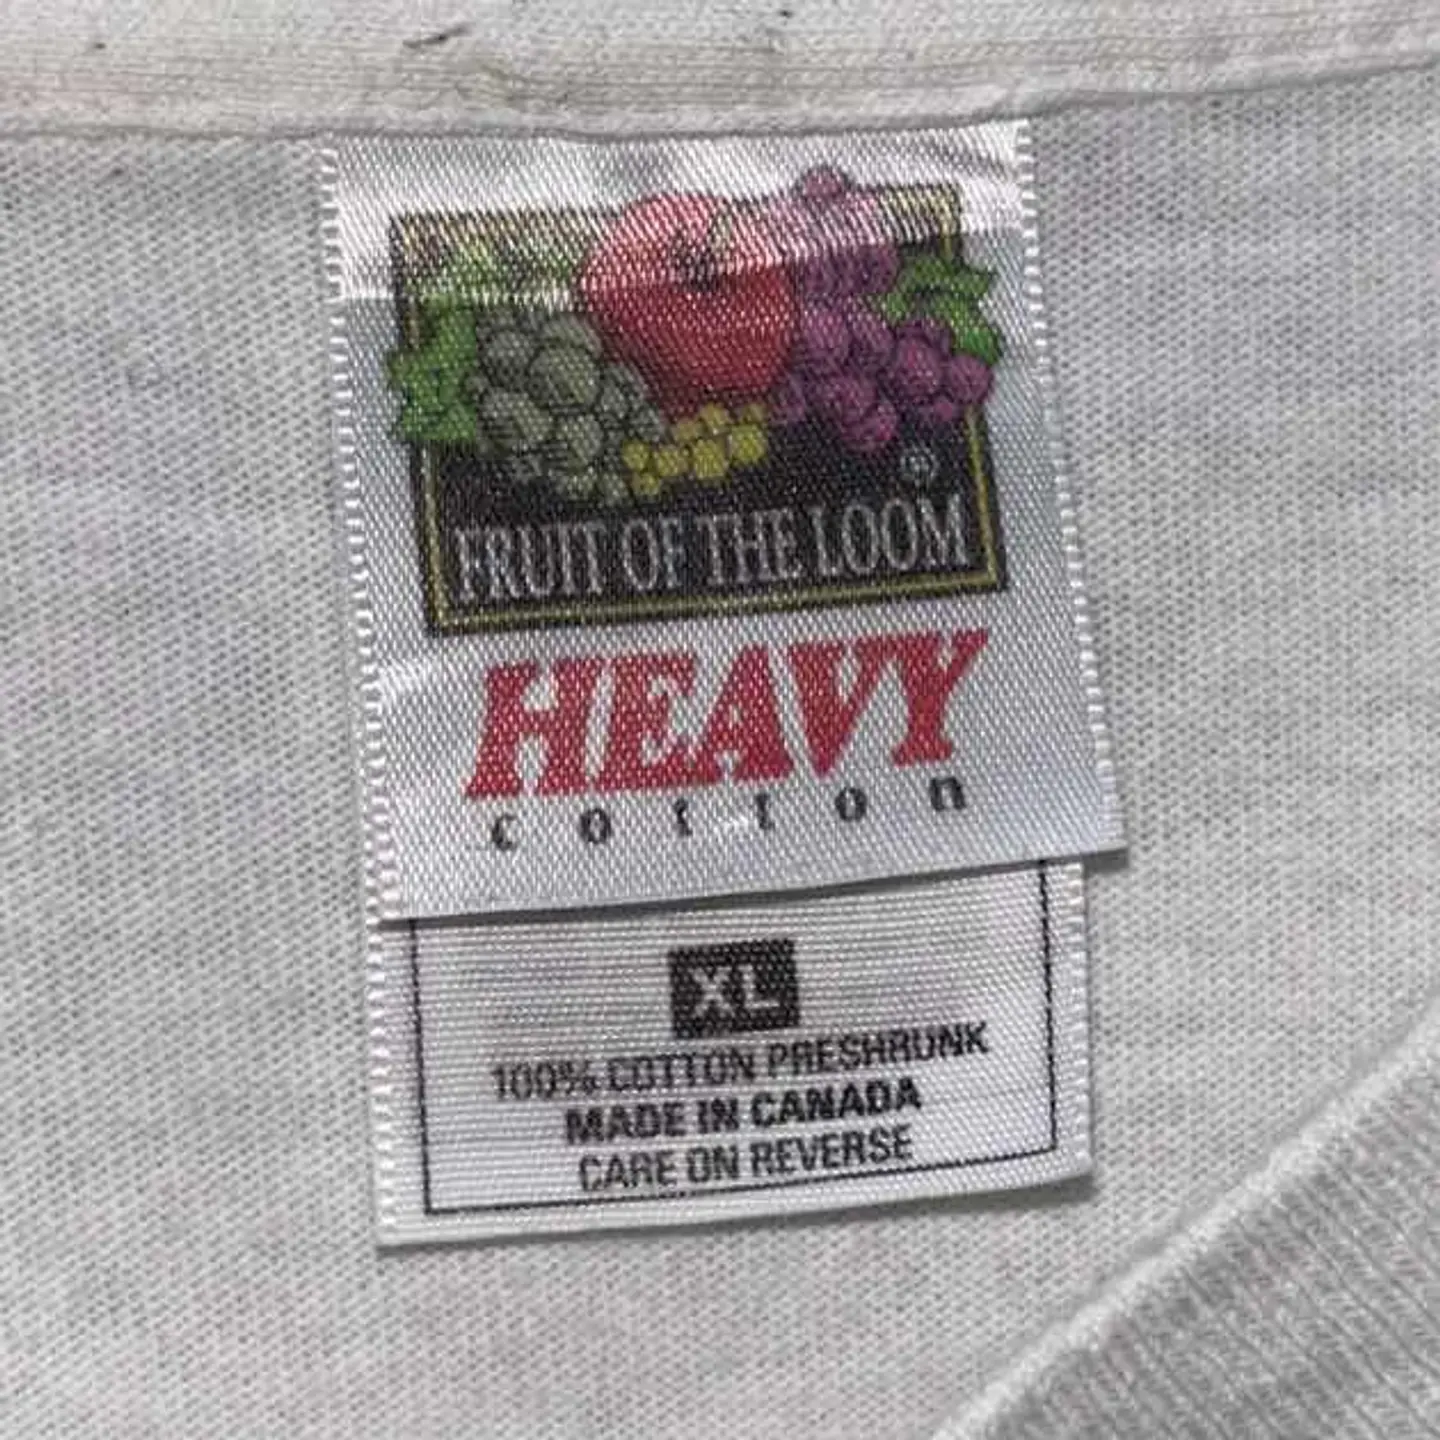 ®
FRUIT OF THE LOOM
HEAVY
cotton
XL
100% COTTON PRESHRUNK
MADE IN CANADA
CARE ON REVERSE